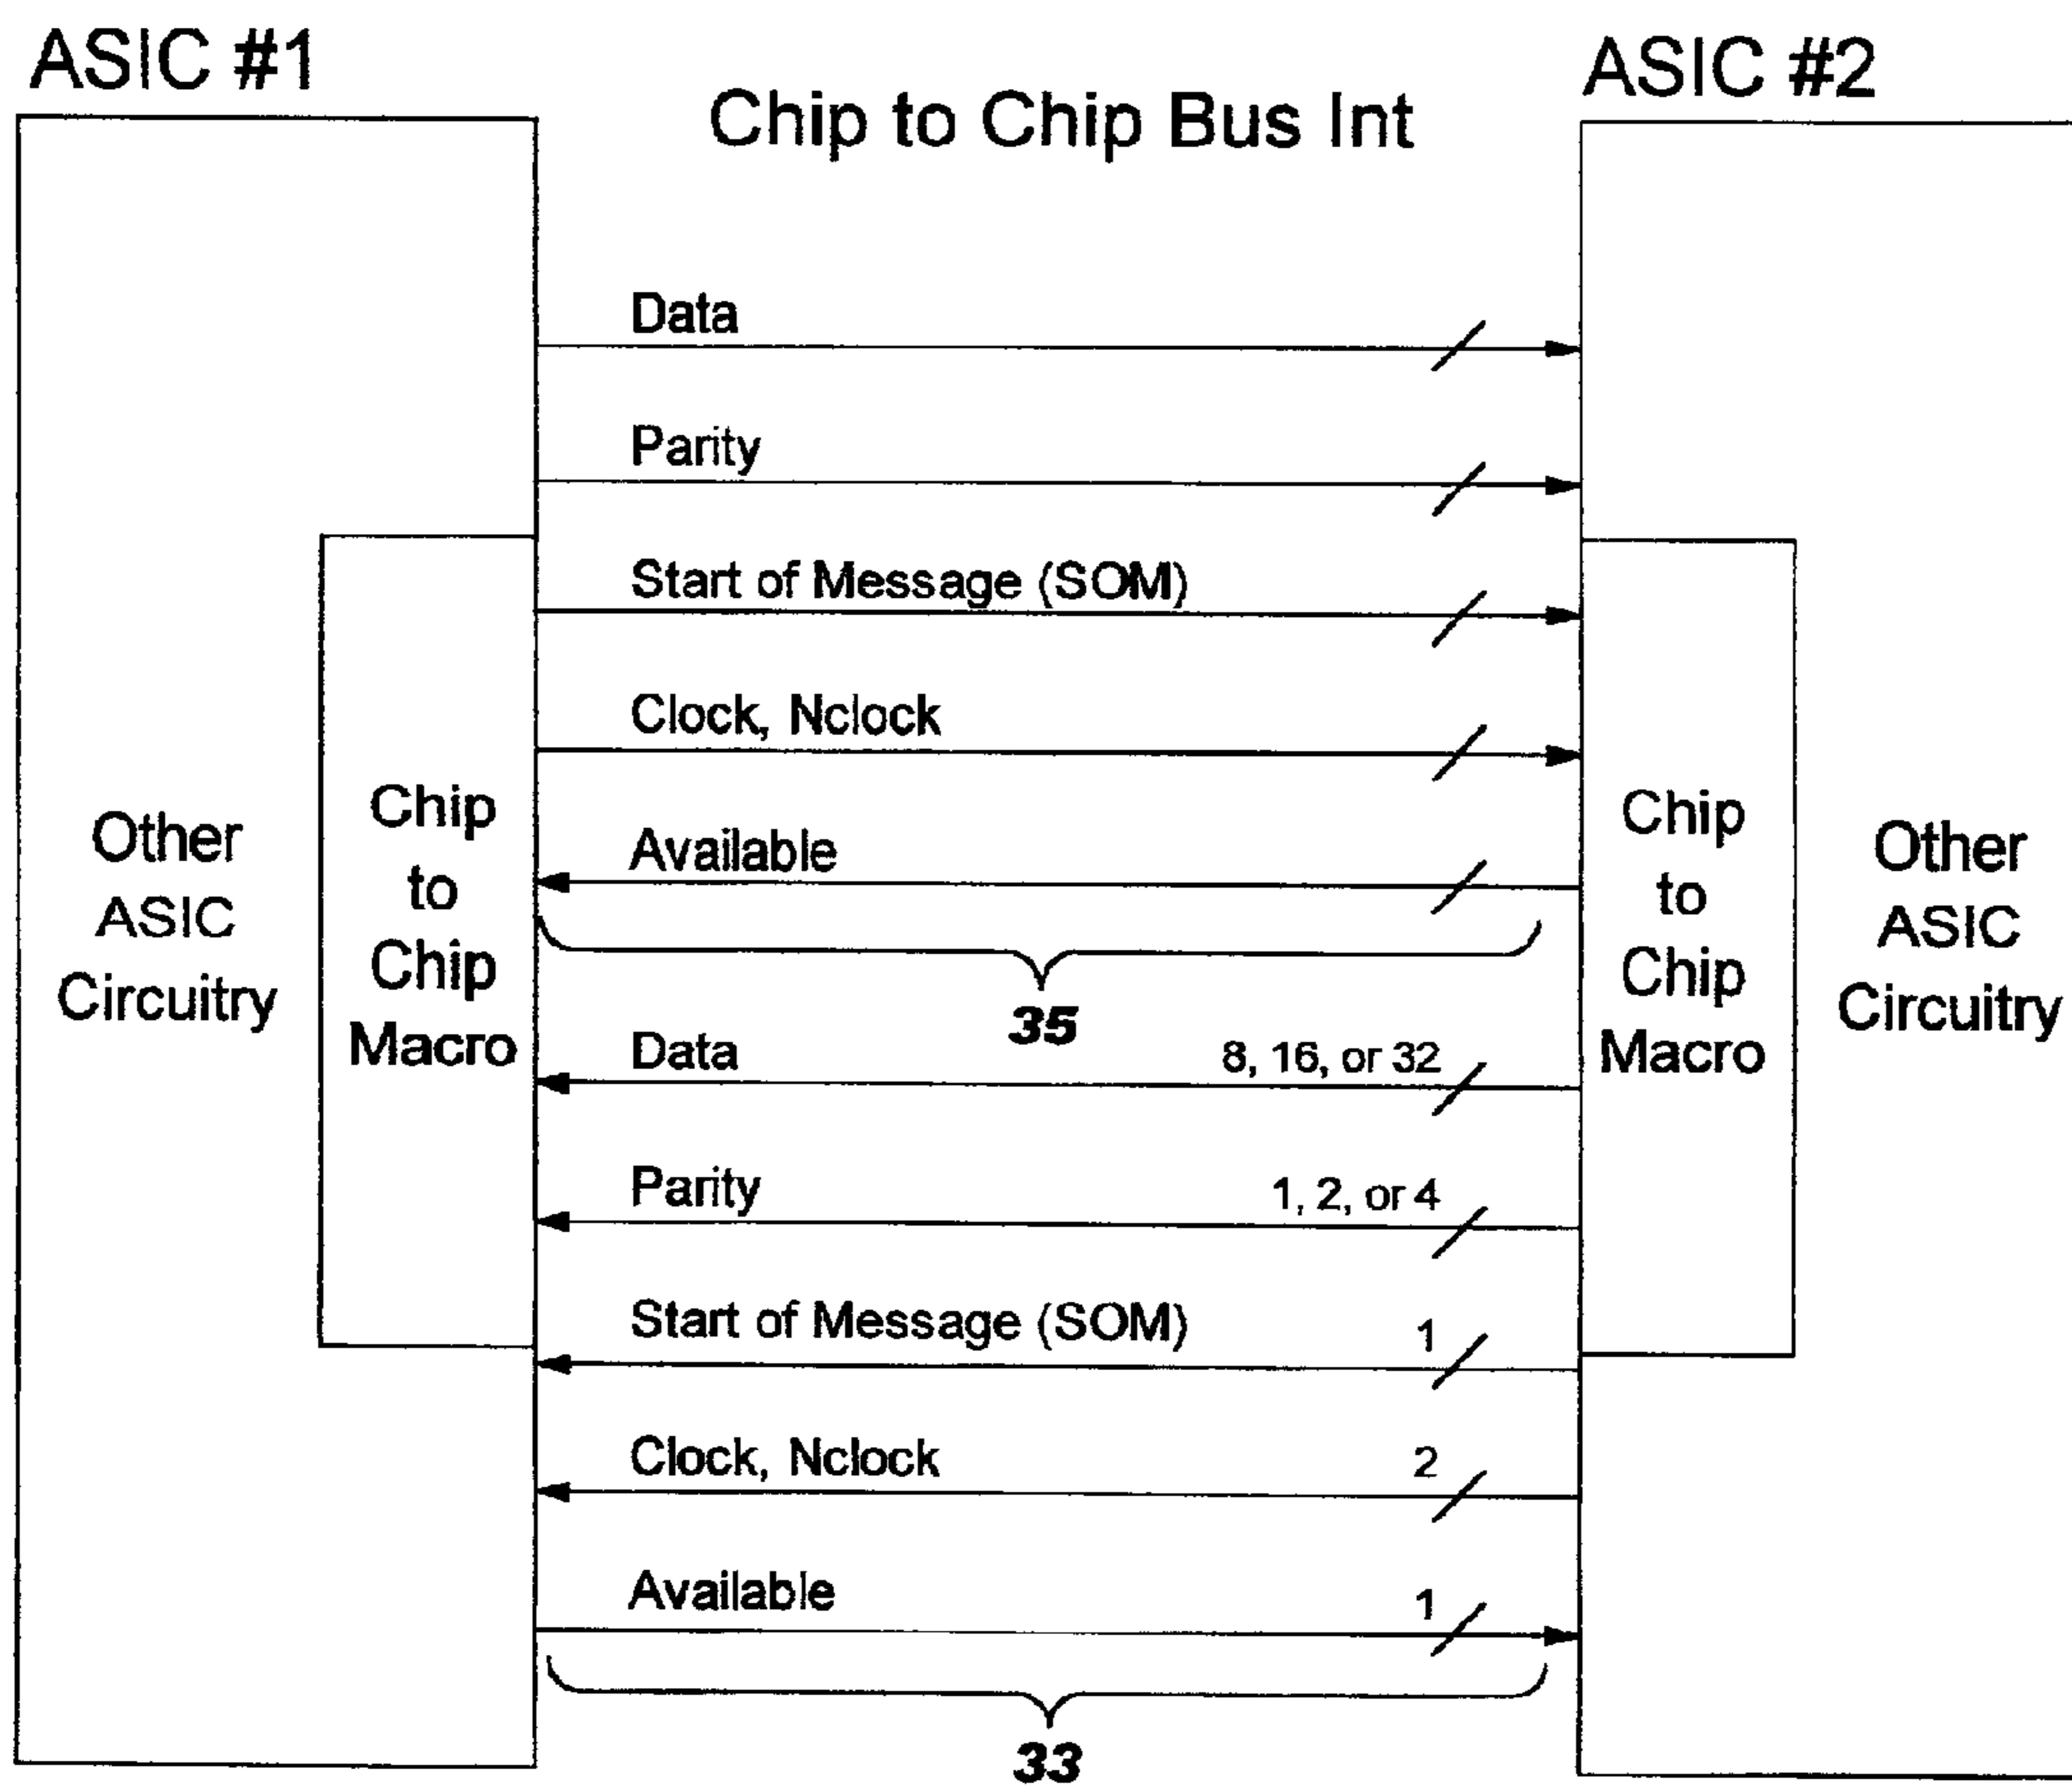 ASIC #1
ASIC #2
Chip to Chip Bus Int
Data
Parity
Start of Message (SOM)
Clock, Nclock
Available
35
Other
ASIC
Circuitry
Chip
to
Chip
Macro
Chip
to
Chip
Macro
Other
ASIC
Circuitry
Data 8, 16, or 32
Parity 1, 2, or 4
Start of Message (SOM) 1
Clock, Nclock 2
Available 1
33